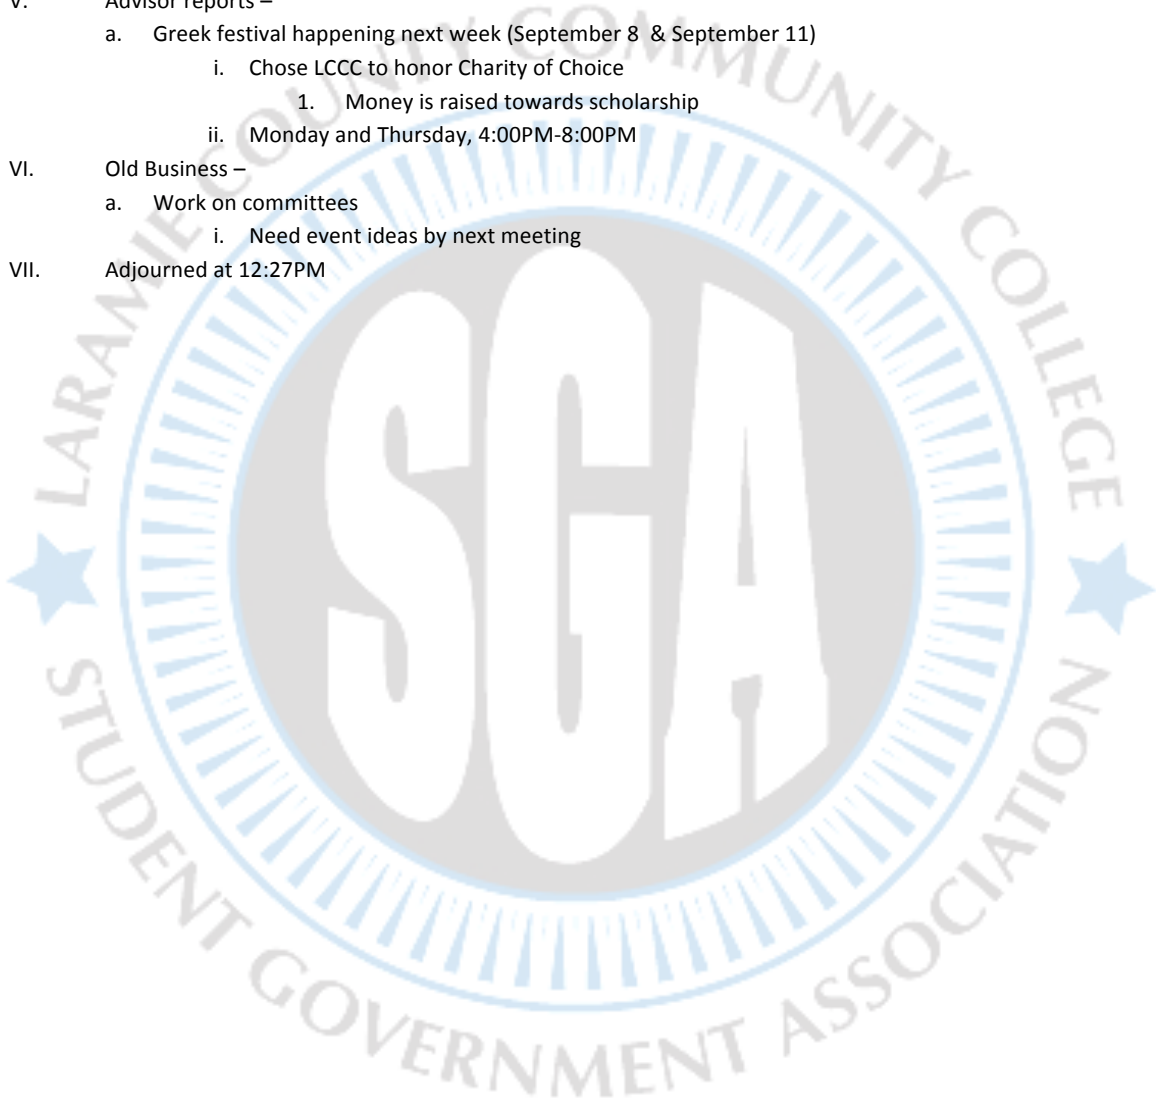 V. Advisor reports –
a. Greek festival happening next week (September 8 & September 11)
i. Chose LCCC to honor Charity of Choice
1. Money is raised towards scholarship
ii. Monday and Thursday, 4:00PM-8:00PM
VI. Old Business –
a. Work on committees
i. Need event ideas by next meeting
VII. Adjourned at 12:27PM
LARAMIE COUNTY COMMUNITY COLLEGE
SGA
STUDENT GOVERNMENT ASSOCIATION